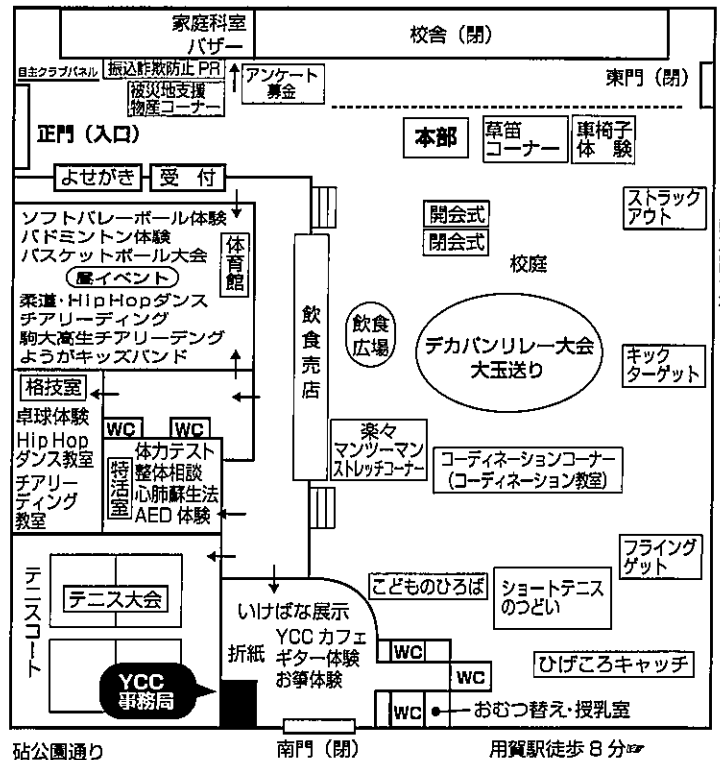 家庭科室
バザー
校舎（閉）
自主クラブパネル
振込詐欺防止 PR
被災地支援
物産コーナー
アンケート
募金
東門（閉）
正門（入口）
本部
草笛
コーナー
車椅子
体　験
よせがき
受　付
ソフトバレーボール体験
バドミントン体験
バスケットボール大会
昼イベント
柔道・Hip Hopダンス
チアリーディング
駒大高生チアリーデング
ようがキッズバンド
体育館
開会式
閉会式
校庭
ストラック
アウト
飲食売店
飲食
広場
デカパンリレー大会
大玉送り
キック
ターゲット
格技室
卓球体験
Hip Hop
ダンス教室
チアリー
ディング
教室
WC
WC
特活室
体力テスト
整体相談
心肺蘇生法
AED 体験
楽々
マンツーマン
ストレッチコーナー
コーディネーションコーナー
(コーディネーション教室)
フライング
ゲット
テニスコート
テニス大会
こどものひろば
ショートテニス
のつどい
いけばな展示
折紙
YCC カフェ
ギター体験
お箏体験
WC
WC
WC
ひげころキャッチ
YCC
事務局
おむつ替え・授乳室
砧公園通り
南門（閉）
用賀駅徒歩 8 分☞